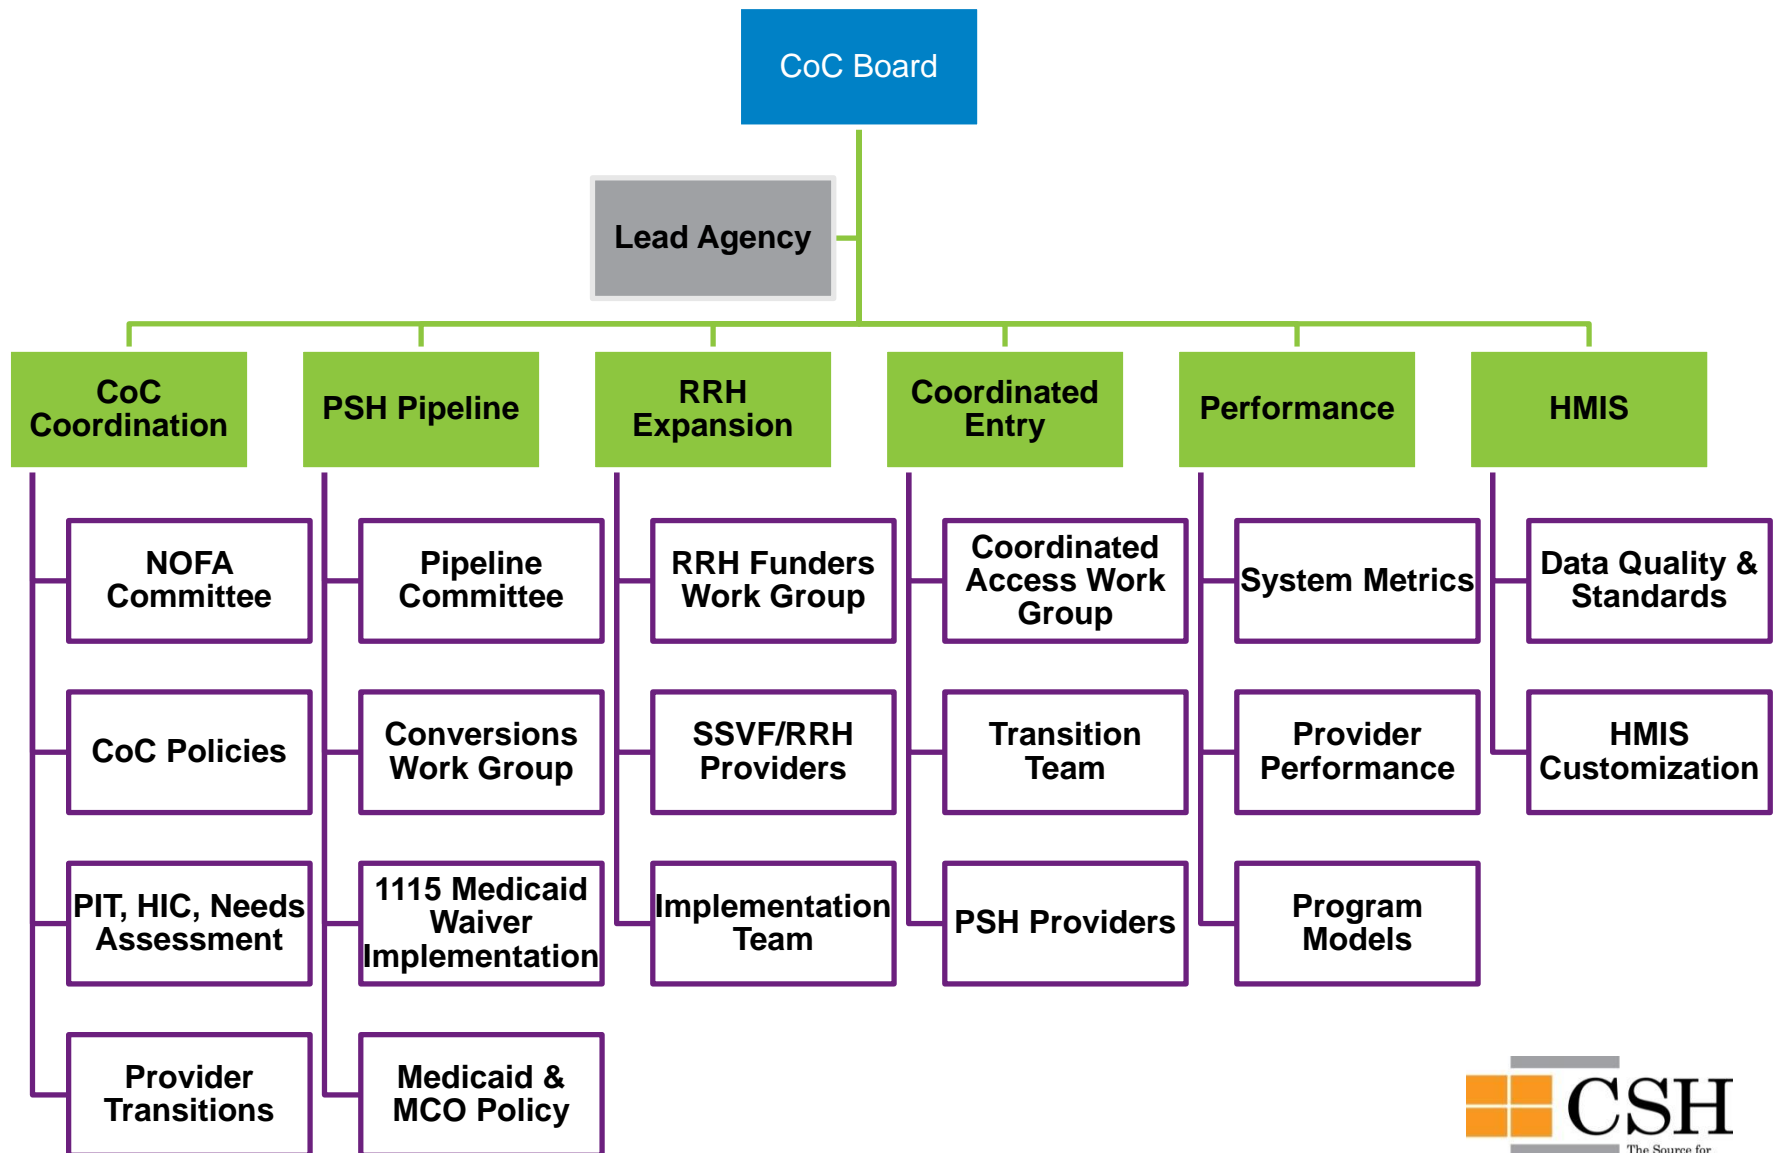 CoC Board
Lead Agency
CoC
Coordination
PSH Pipeline
RRH
Expansion
Coordinated
Entry
Performance
HMIS
NOFA
Committee
Pipeline
Committee
RRH Funders
Work Group
Coordinated
Access Work
Group
System Metrics
Data Quality &
Standards
CoC Policies
Conversions
Work Group
SSVF/RRH
Providers
Transition
Team
Provider
Performance
HMIS
Customization
PIT, HIC, Needs
Assessment
1115 Medicaid
Waiver
Implementation
Implementation
Team
PSH Providers
Program
Models
Provider
Transitions
Medicaid &
MCO Policy
CSH
The Source for